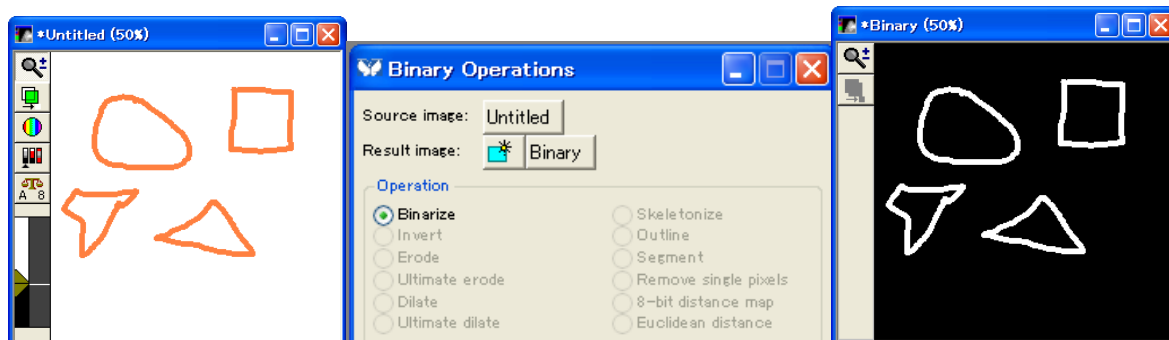 *Untitled (50%)
A 8
Binary Operations
Source image: Untitled
Result image: Binary
Operation
Binarize
Invert
Erode
Ultimate erode
Dilate
Ultimate dilate
Skeletonize
Outline
Segment
Remove single pixels
8-bit distance map
Euclidean distance
*Binary (50%)